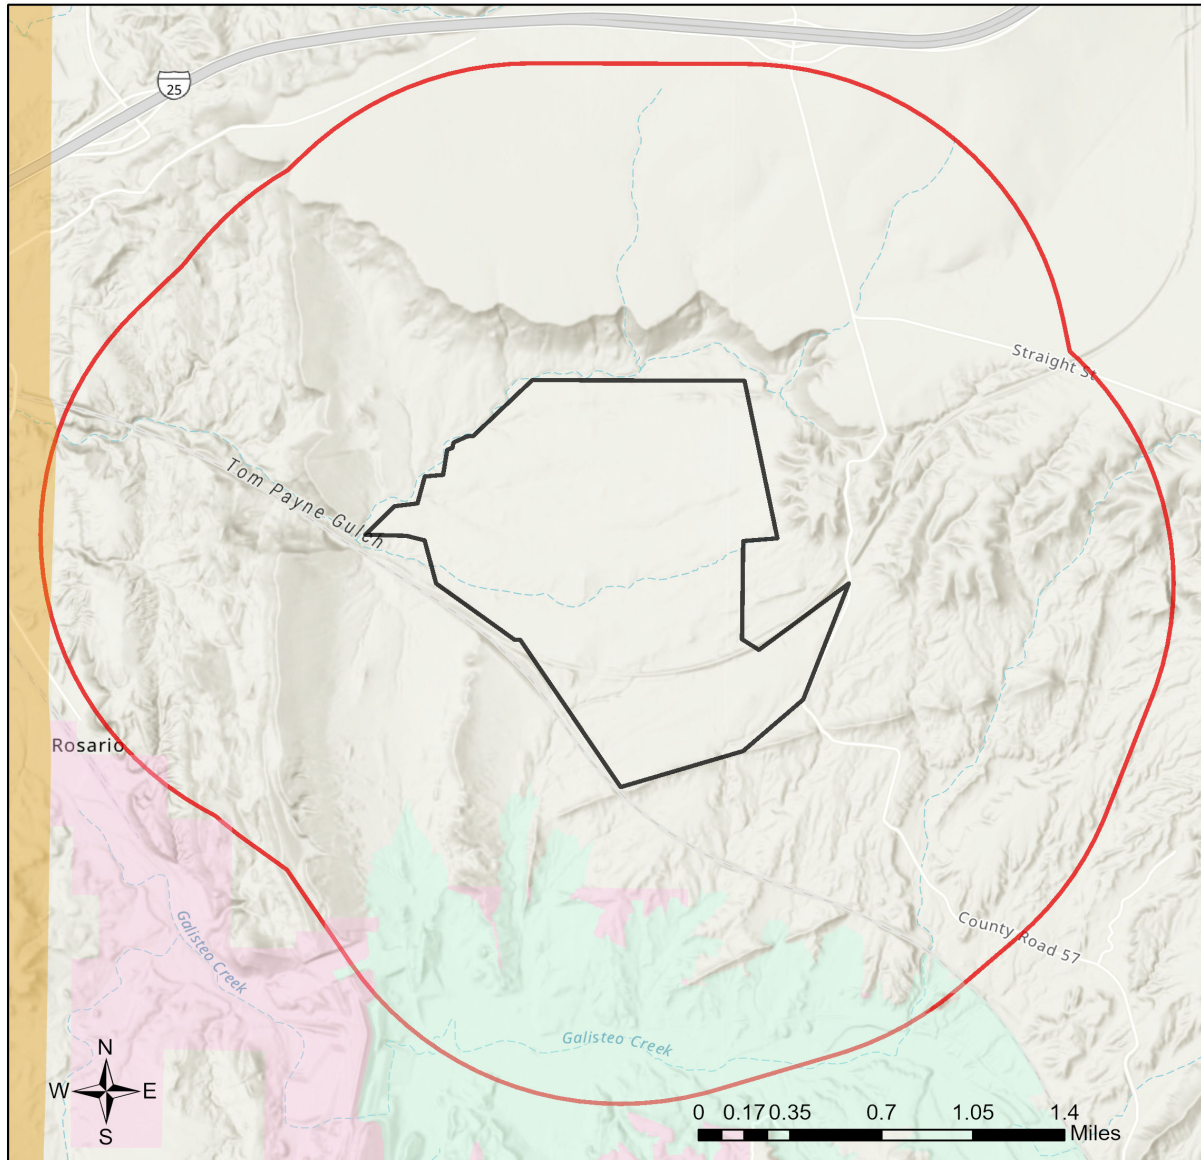 25
Straight St
Tom Payne Gulch
Rosario
Galisteo Creek
County Road 57
Galisteo Creek
N
W E
S
0 0.17 0.35 0.7 1.05 1.4
Miles